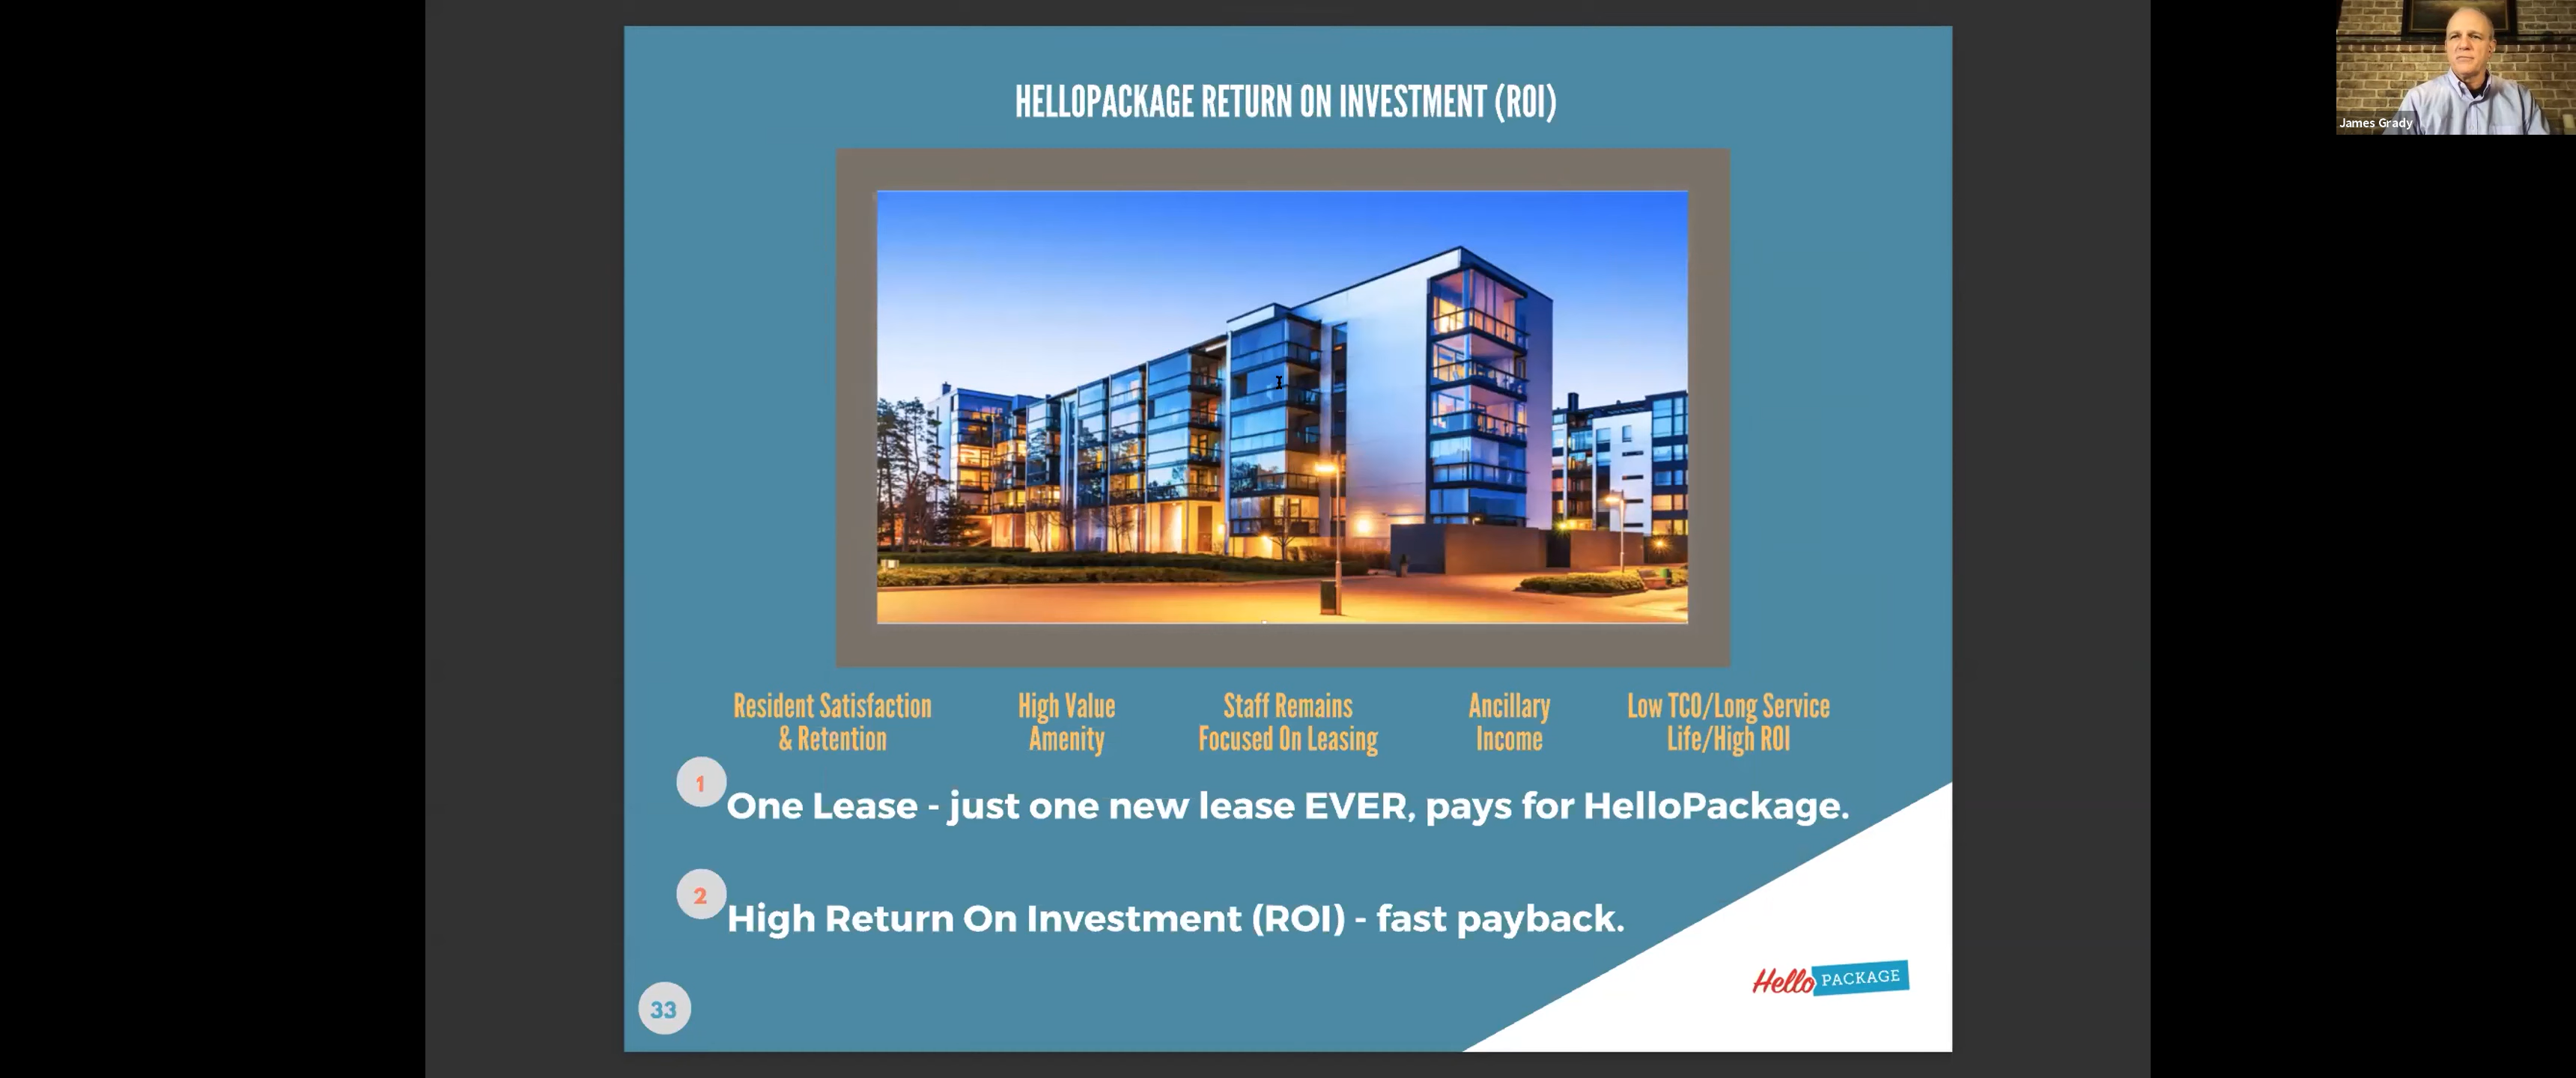 HELLOPACKAGE RETURN ON INVESTMENT (ROI)
James Grady
Resident Satisfaction
& Retention
High Value
Amenity
Staff Remains
Focused On Leasing
Ancillary
Income
Low TCO/Long Service
Life/High ROI
1
One Lease - just one new lease EVER, pays for HelloPackage.
2
High Return On Investment (ROI) - fast payback.
33
Hello PACKAGE